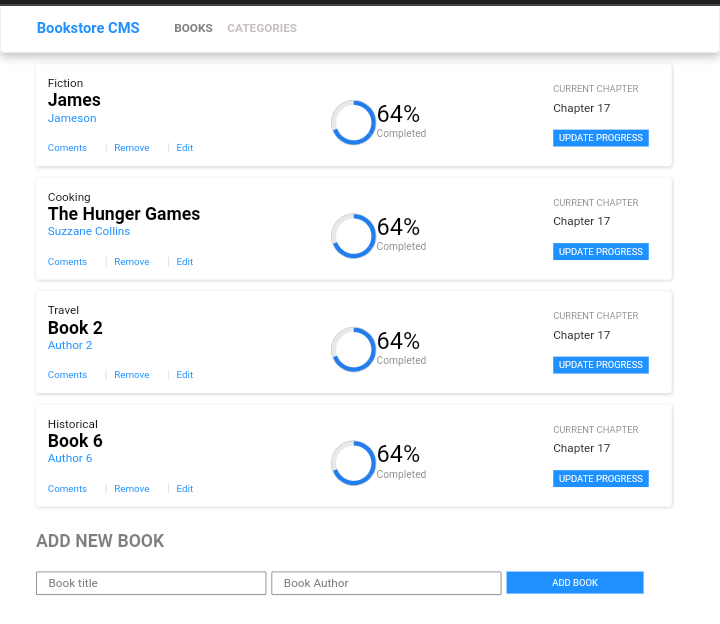 Bookstore CMS BOOKS CATEGORIES
Fiction
James
Jameson
Coments | Remove | Edit
64%
Completed
CURRENT CHAPTER
Chapter 17
UPDATE PROGRESS
Cooking
The Hunger Games
Suzzane Collins
Coments | Remove | Edit
64%
Completed
CURRENT CHAPTER
Chapter 17
UPDATE PROGRESS
Travel
Book 2
Author 2
Coments | Remove | Edit
64%
Completed
CURRENT CHAPTER
Chapter 17
UPDATE PROGRESS
Historical
Book 6
Author 6
Coments | Remove | Edit
64%
Completed
CURRENT CHAPTER
Chapter 17
UPDATE PROGRESS
ADD NEW BOOK
Book title Book Author ADD BOOK